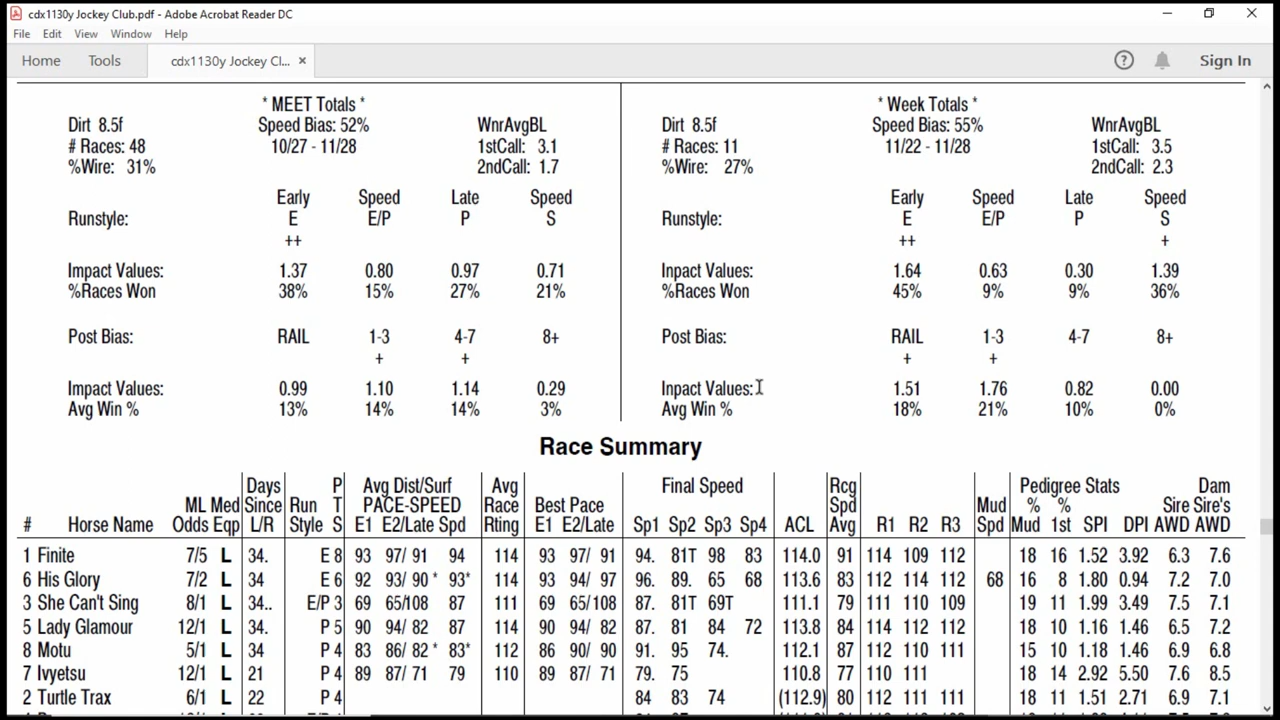 cdx1130y Jockey Club.pdf - Adobe Acrobat Reader DC
File Edit View Window Help
Home Tools cdx1130y Jockey Cl... × ? Sign In
* MEET Totals * * Week Totals *
Dirt 8.5f Speed Bias: 52% WnrAvgBL Dirt 8.5f Speed Bias: 55% WnrAvgBL
# Races: 48 10/27 - 11/28 1stCall: 3.1 # Races: 11 11/22 - 11/28 1stCall: 3.5
%Wire: 31% 2ndCall: 1.7 %Wire: 27% 2ndCall: 2.3
Early Speed Late Speed Early Speed Late Speed
Runstyle: E E/P P S Runstyle: E E/P P S
++ ++ +
Impact Values: 1.37 0.80 0.97 0.71 Inpact Values: 1.64 0.63 0.30 1.39
%Races Won 38% 15% 27% 21% %Races Won 45% 9% 9% 36%
Post Bias: RAIL 1-3 4-7 8+ Post Bias: RAIL 1-3 4-7 8+
+ + + +
Impact Values: 0.99 1.10 1.14 0.29 Inpact Values: 1.51 1.76 0.82 0.00
Avg Win % 13% 14% 14% 3% Avg Win % 18% 21% 10% 0%
Race Summary
Days P Avg Dist/Surf Avg Final Speed Rcg Pedigree Stats Dam
ML Med Since Run T PACE-SPEED Race Best Pace Spd Mud % % Sire Sire's
# Horse Name Odds Eqp L/R Style S E1 E2/Late Spd Rting E1 E2/Late Sp1 Sp2 Sp3 Sp4 ACL Avg R1 R2 R3 Spd Mud 1st SPI DPI AWD AWD
1 Finite 7/5 L 34. E 8 93 97/ 91 94 114 93 97/ 91 94. 81T 98 83 114.0 91 114 109 112 18 16 1.52 3.92 6.3 7.6
6 His Glory 7/2 L 34 E 6 92 93/ 90 * 93* 114 93 94/ 97 96. 89. 65 68 113.6 83 112 114 112 68 16 8 1.80 0.94 7.2 7.0
3 She Can't Sing 8/1 L 34.. E/P 3 69 65/108 87 111 69 65/108 87. 81T 69T 111.1 79 111 110 109 19 11 1.99 3.49 7.5 7.1
5 Lady Glamour 12/1 L 34. P 5 90 94/ 82 87 114 90 94/ 82 87. 81 84 72 113.8 84 114 112 112 18 10 1.16 1.46 6.5 7.2
8 Motu 5/1 L 34 P 4 83 86/ 82 * 83* 112 86 90/ 90 91. 95 74. 112.1 87 112 110 111 15 10 1.18 1.46 6.9 6.8
7 Ivyetsu 12/1 L 21 P 4 89 87/ 71 79 110 89 87/ 71 79. 75 110.8 77 110 111 18 14 2.92 5.50 7.6 8.5
2 Turtle Trax 6/1 L 22 P 4 84 83 74 (112.9) 80 112 111 111 18 11 1.51 2.71 6.9 7.1